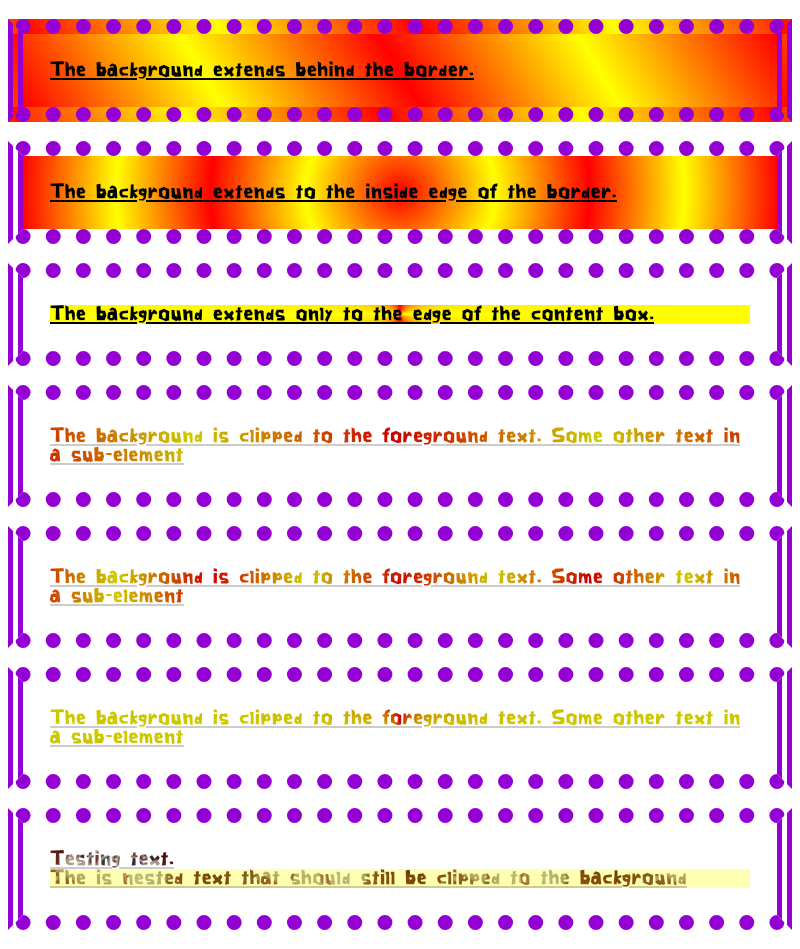 The background extends behind the border.
The background extends to the inside edge of the border.
The background extends only to the edge of the content box.
The background is clipped to the foreground text. Some other text in
a sub-element
The background is clipped to the foreground text. Some other text in
a sub-element
The background is clipped to the foreground text. Some other text in
a sub-element
Testing text.
The is nested text that should still be clipped to the background